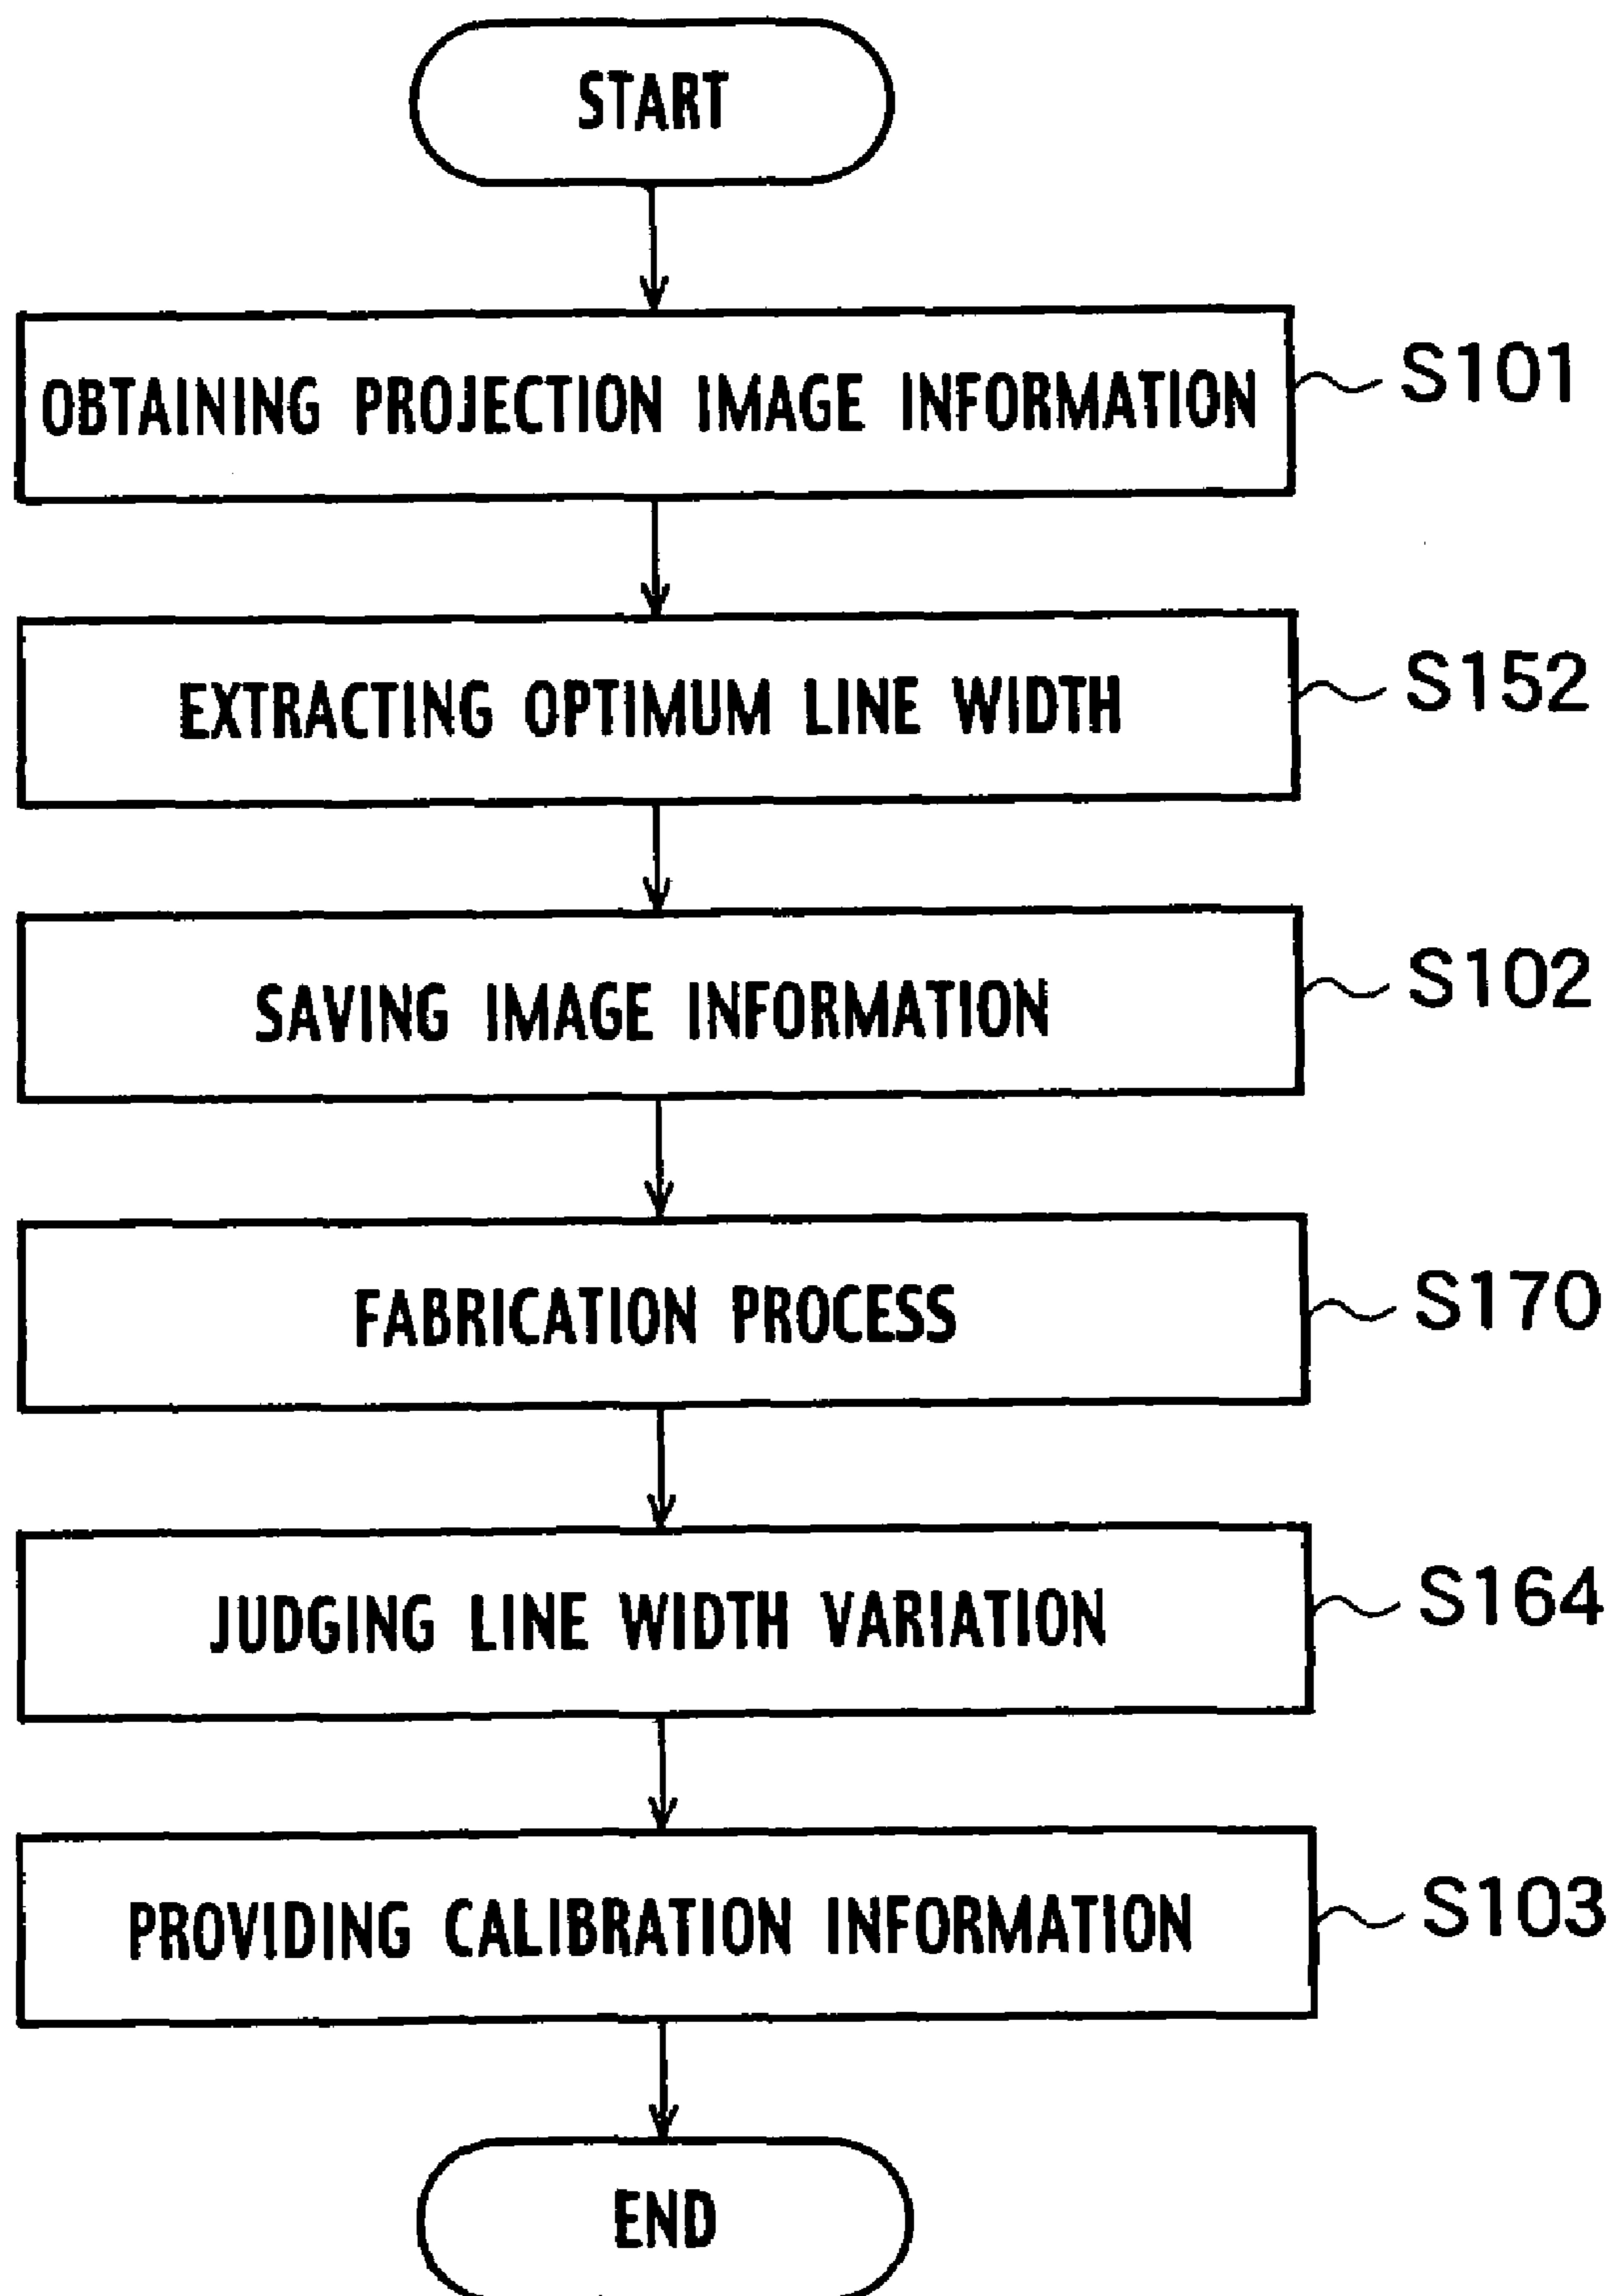 START
OBTAINING PROJECTION IMAGE INFORMATION S101
EXTRACTING OPTIMUM LINE WIDTH S152
SAVING IMAGE INFORMATION S102
FABRICATION PROCESS S170
JUDGING LINE WIDTH VARIATION S164
PROVIDING CALIBRATION INFORMATION S103
END